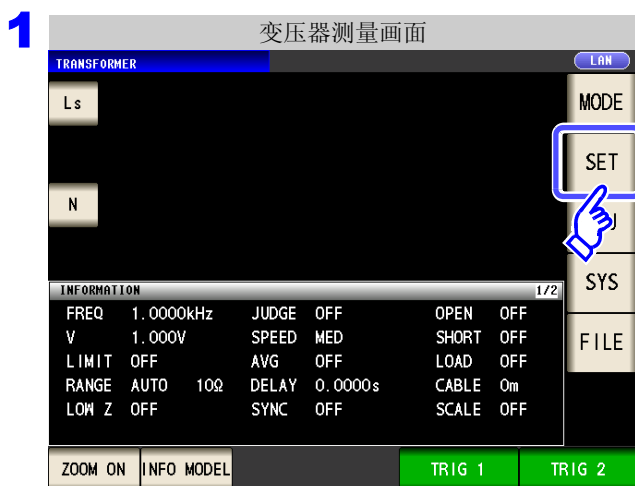 1
变压器测量画面
TRANSFORMER
LAN
Ls
MODE
SET
N
SYS
INFORMATION 1/2
FREQ 1.0000kHz JUDGE OFF OPEN OFF
V 1.000V SPEED MED SHORT OFF
LIMIT OFF AVG OFF LOAD OFF
RANGE AUTO 10Ω DELAY 0.0000s CABLE 0m
LOW Z OFF SYNC OFF SCALE OFF
FILE
ZOOM ON INFO MODEL TRIG 1 TRIG 2